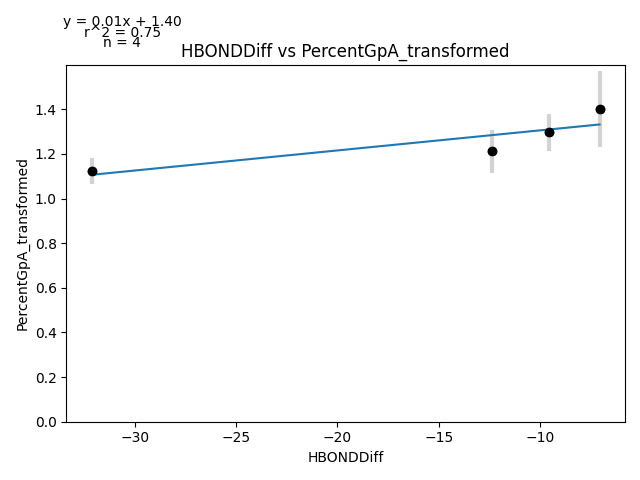 y = 0.01x + 1.40
r^2 = 0.75
n = 4
HBONDDiff vs PercentGpA_transformed
1.4
1.2
1.0
0.8
0.6
0.4
0.2
0.0
PercentGpA_transformed
−30
−25
−20
−15
−10
HBONDDiff